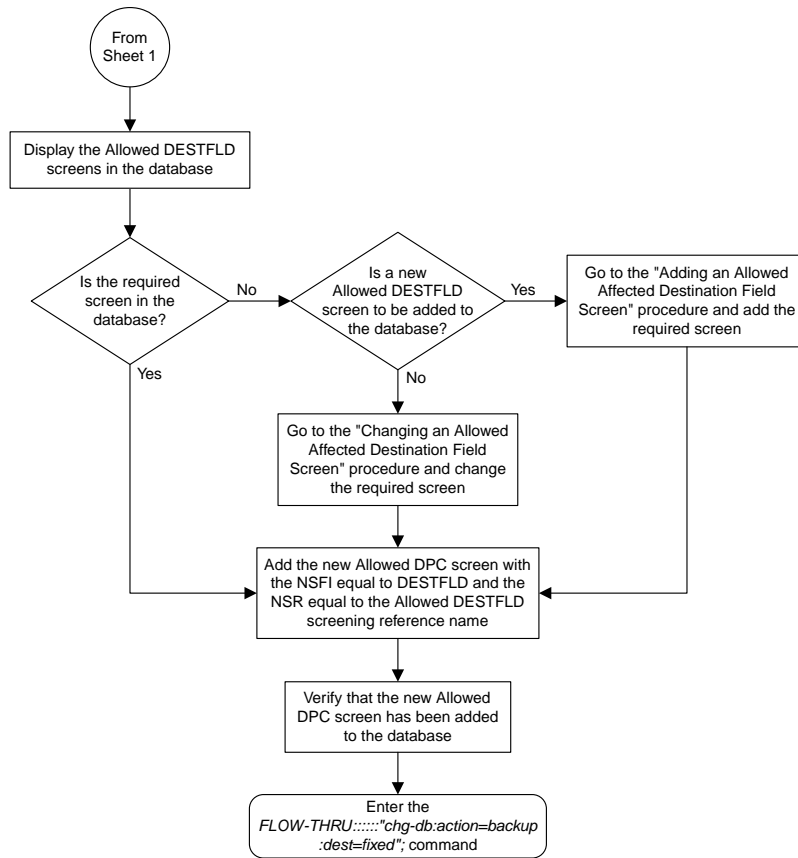 From
Sheet 1
Display the Allowed DESTFLD
screens in the database
Is the required
screen in the
database?
No
Yes
Is a new
Allowed DESTFLD
screen to be added to
the database?
Yes
No
Go to the "Adding an Allowed
Affected Destination Field
Screen" procedure and add the
required screen
Go to the "Changing an Allowed
Affected Destination Field
Screen" procedure and change
the required screen
Add the new Allowed DPC screen with
the NSFI equal to DESTFLD and the
NSR equal to the Allowed DESTFLD
screening reference name
Verify that the new Allowed
DPC screen has been added
to the database
Enter the
FLOW-THRU::::::"chg-db:action=backup
:dest=fixed"; command